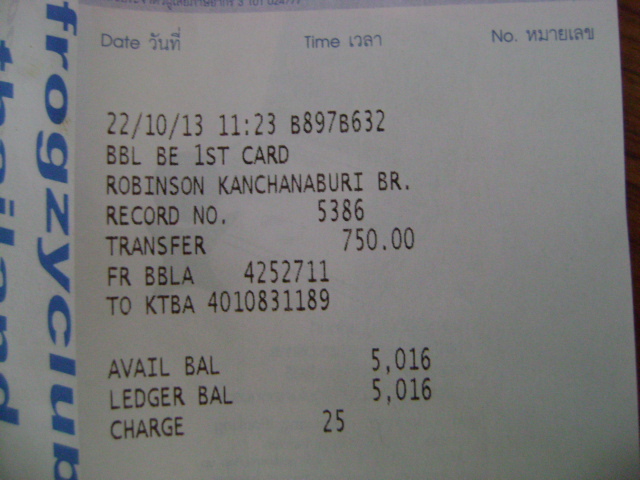 Date วันที่ Time เวลา No. หมายเลข
22/10/13 11:23 B897B632
BBL BE 1ST CARD
ROBINSON KANCHANABURI BR.
RECORD NO. 5386
TRANSFER 750.00
FR BBLA 4252711
TO KTBA 4010831189
AVAIL BAL 5,016
LEDGER BAL 5,016
CHARGE 25
frogzyclub
thailand